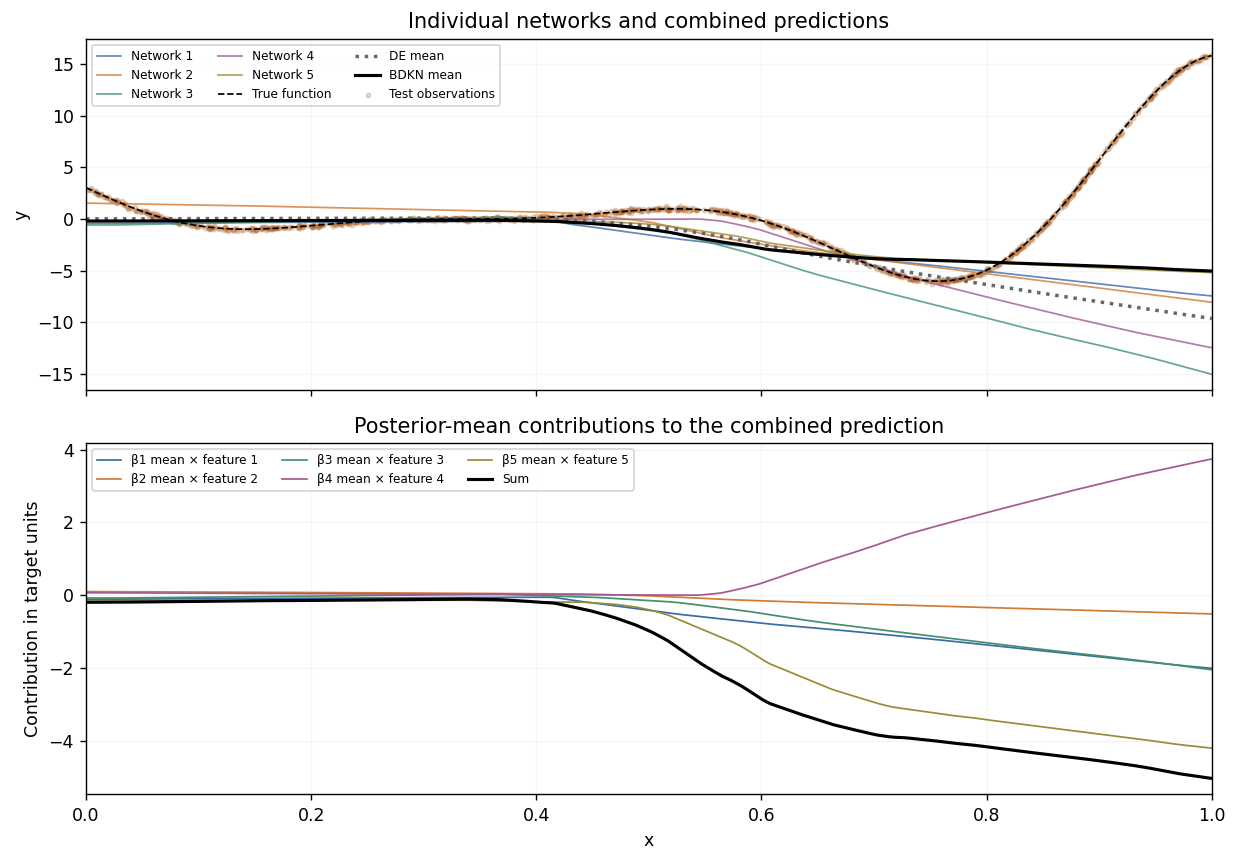 Individual networks and combined predictions
Network 1 Network 4 DE mean
Network 2 Network 5 BDKN mean
Network 3 True function Test observations
15
10
5
0
−5
−10
−15
y
Posterior-mean contributions to the combined prediction
β1 mean × feature 1 β3 mean × feature 3 β5 mean × feature 5
β2 mean × feature 2 β4 mean × feature 4 Sum
4
2
0
−2
−4
Contribution in target units
0.0 0.2 0.4 0.6 0.8 1.0
x